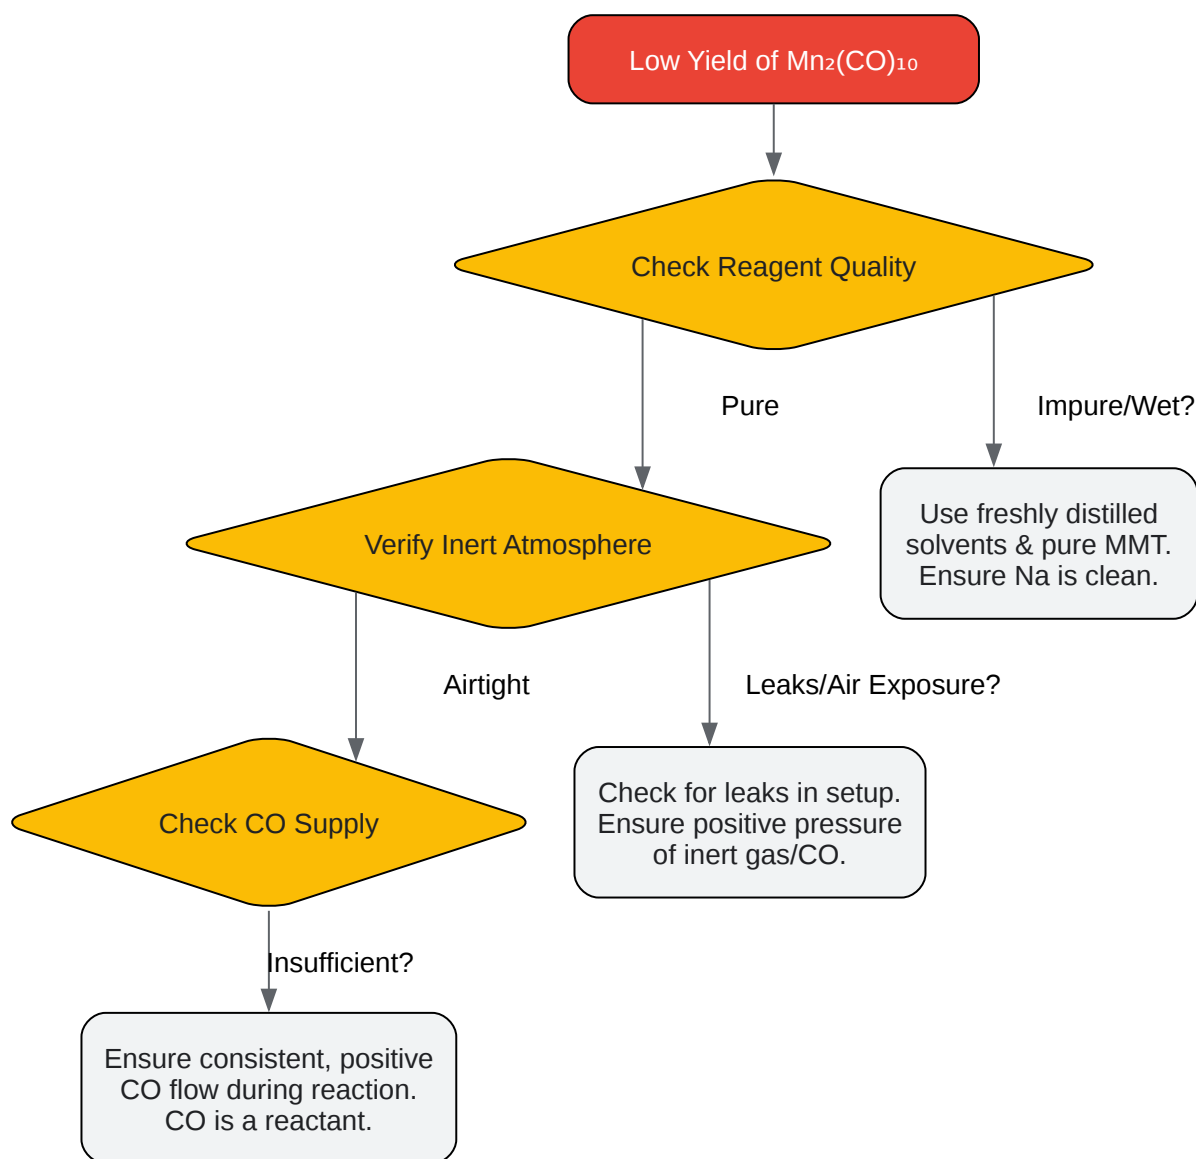 Low Yield of Mn₂(CO)₁₀
Check Reagent Quality
Pure
Impure/Wet?
Verify Inert Atmosphere
Use freshly distilled
solvents & pure MMT.
Ensure Na is clean.
Airtight
Leaks/Air Exposure?
Check CO Supply
Check for leaks in setup.
Ensure positive pressure
of inert gas/CO.
Insufficient?
Ensure consistent, positive
CO flow during reaction.
CO is a reactant.